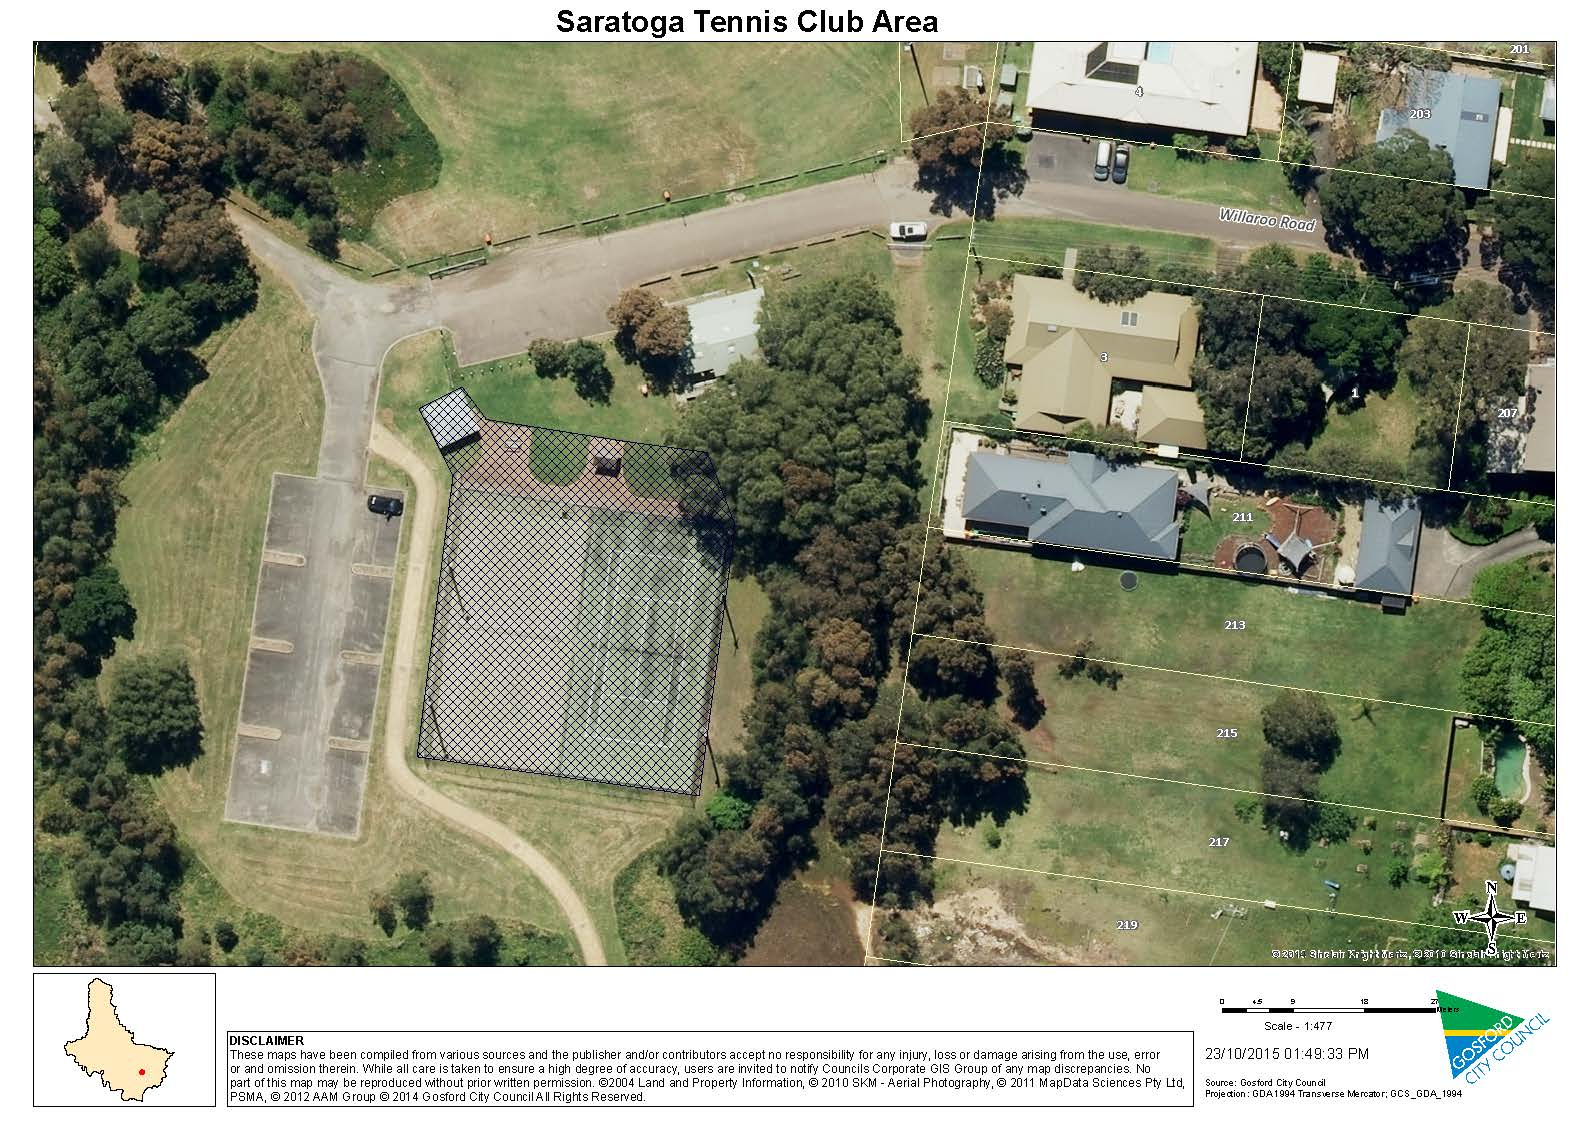 Saratoga Tennis Club Area
201
4
203
Willaroo Road
3
1
207
211
213
215
217
219
N
W E
S
0 4.5 9 18 27
Meters
Scale - 1:477
GOSFORD
CITY COUNCIL
23/10/2015 01:49:33 PM
Source: Gosford City Council
Projection: GDA 1994 Transverse Mercator; GCS_GDA_1994
DISCLAIMER
These maps have been compiled from various sources and the publisher and/or contributors accept no responsibility for any injury, loss or damage arising from the use, error
or and omission therein. While all care is taken to ensure a high degree of accuracy, users are invited to notify Councils Corporate GIS Group of any map discrepancies. No
part of this map may be reproduced without prior written permission. ©2004 Land and Property Information, © 2010 SKM - Aerial Photography, © 2011 MapData Sciences Pty Ltd,
PSMA, © 2012 AAM Group © 2014 Gosford City Council All Rights Reserved.